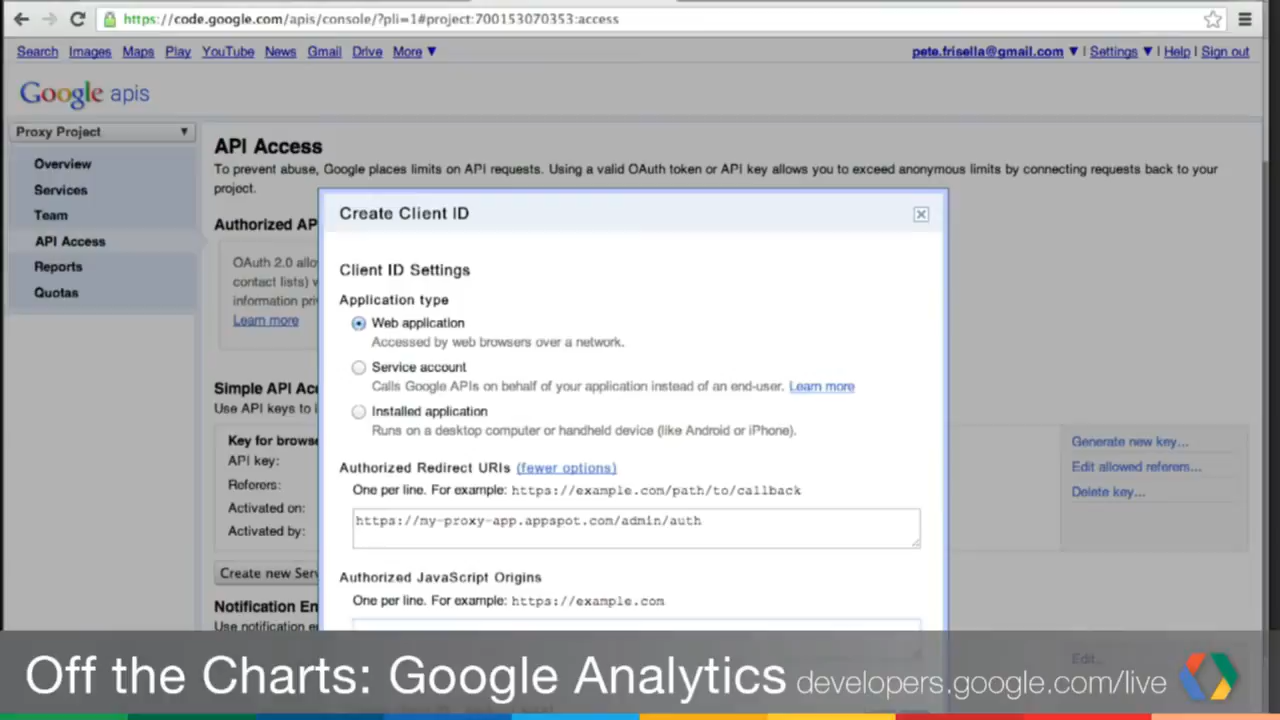 https://code.google.com/apis/console/?pli=1#project:700153070353:access
Search Images Maps Play YouTube News Gmail Drive More ▼ pete.frisella@gmail.com ▼ | Settings ▼ | Help | Sign out
Google apis
Proxy Project ▼
Overview
Services
Team
API Access
Reports
Quotas
API Access
To prevent abuse, Google places limits on API requests. Using a valid OAuth token or API key allows you to exceed anonymous limits by connecting requests back to your
project.
Authorized AP
OAuth 2.0 allo
contact lists) v
information pri
Learn more
Simple API Acc
Use API keys to i
Key for browse
API key:
Referers:
Activated on:
Activated by:
Create new Serv
Notification En
Use notification e
Generate new key...
Edit allowed referers...
Delete key...
Edit...
Create Client ID
Client ID Settings
Application type
Web application
Accessed by web browsers over a network.
Service account
Calls Google APIs on behalf of your application instead of an end-user. Learn more
Installed application
Runs on a desktop computer or handheld device (like Android or iPhone).
Authorized Redirect URIs (fewer options)
One per line. For example: https://example.com/path/to/callback
https://my-proxy-app.appspot.com/admin/auth
Authorized JavaScript Origins
One per line. For example: https://example.com
Off the Charts: Google Analytics developers.google.com/live